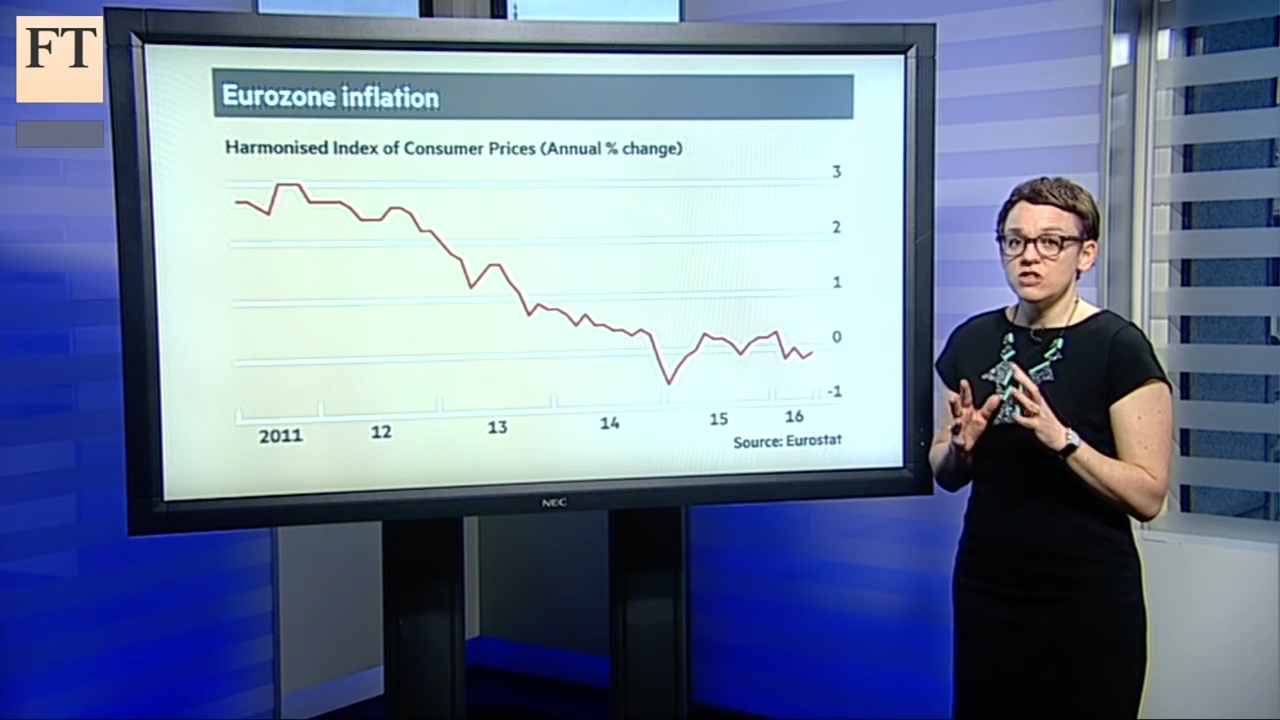 FT
Eurozone inflation
Harmonised Index of Consumer Prices (Annual % change)
3
2
1
0
-1
2011 12 13 14 15 16
Source: Eurostat
NEC